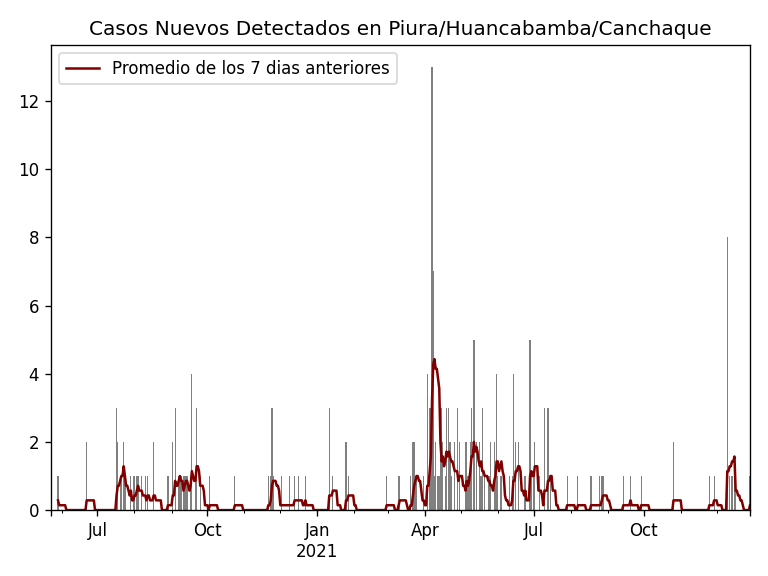 Casos Nuevos Detectados en Piura/Huancabamba/Canchaque
Promedio de los 7 dias anteriores
12
10
8
6
4
2
0
Jul Oct Jan Apr Jul Oct
2021